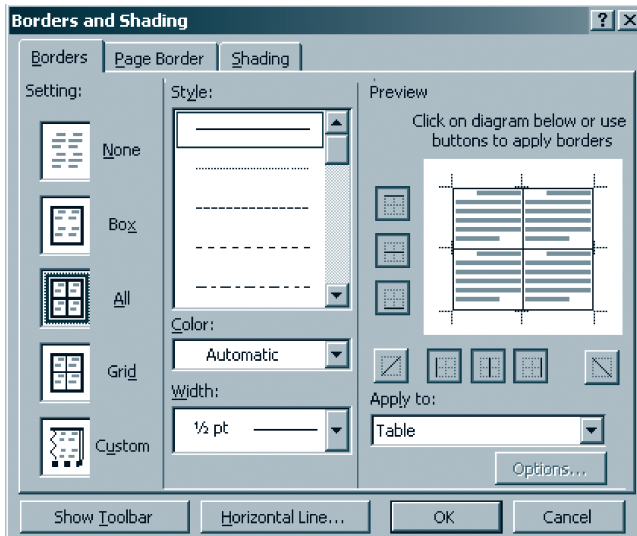 Borders and Shading
Borders Page Border Shading
Setting:
None
Box
All
Grid
Custom
Style:
Color:
Automatic
Width:
½ pt
Preview
Click on diagram below or use
buttons to apply borders
Apply to:
Table
Options...
Show Toolbar Horizontal Line... OK Cancel